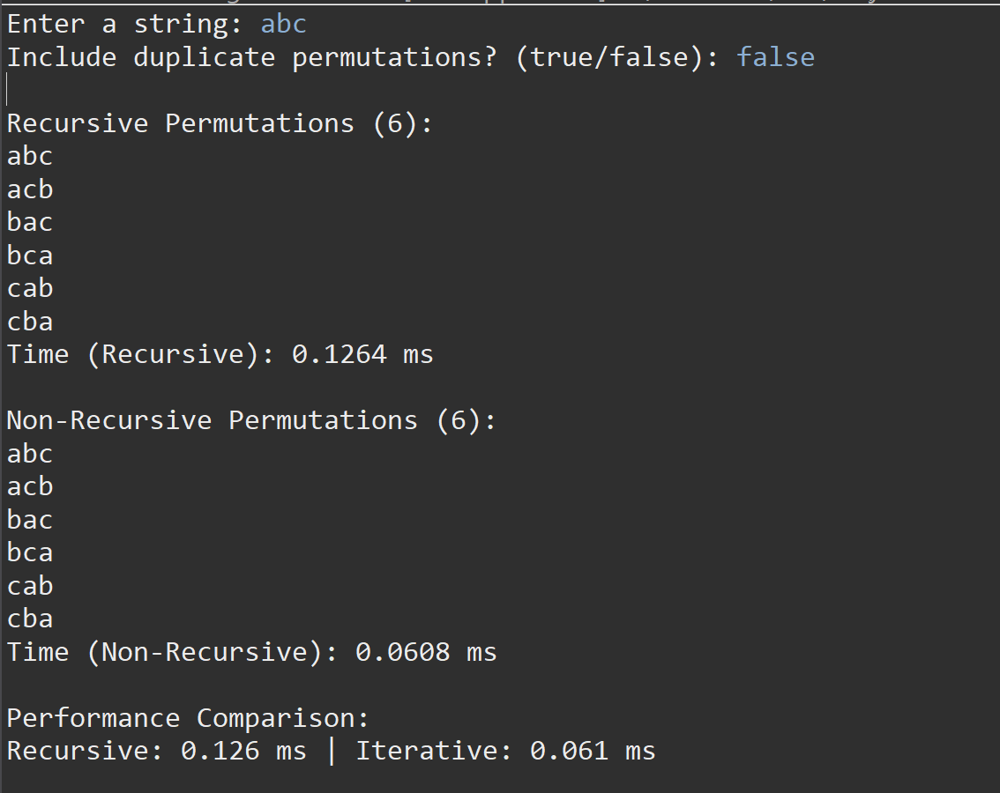 Enter a string: abc
Include duplicate permutations? (true/false): false
Recursive Permutations (6):
abc
acb
bac
bca
cab
cba
Time (Recursive): 0.1264 ms
Non-Recursive Permutations (6):
abc
acb
bac
bca
cab
cba
Time (Non-Recursive): 0.0608 ms
Performance Comparison:
Recursive: 0.126 ms | Iterative: 0.061 ms